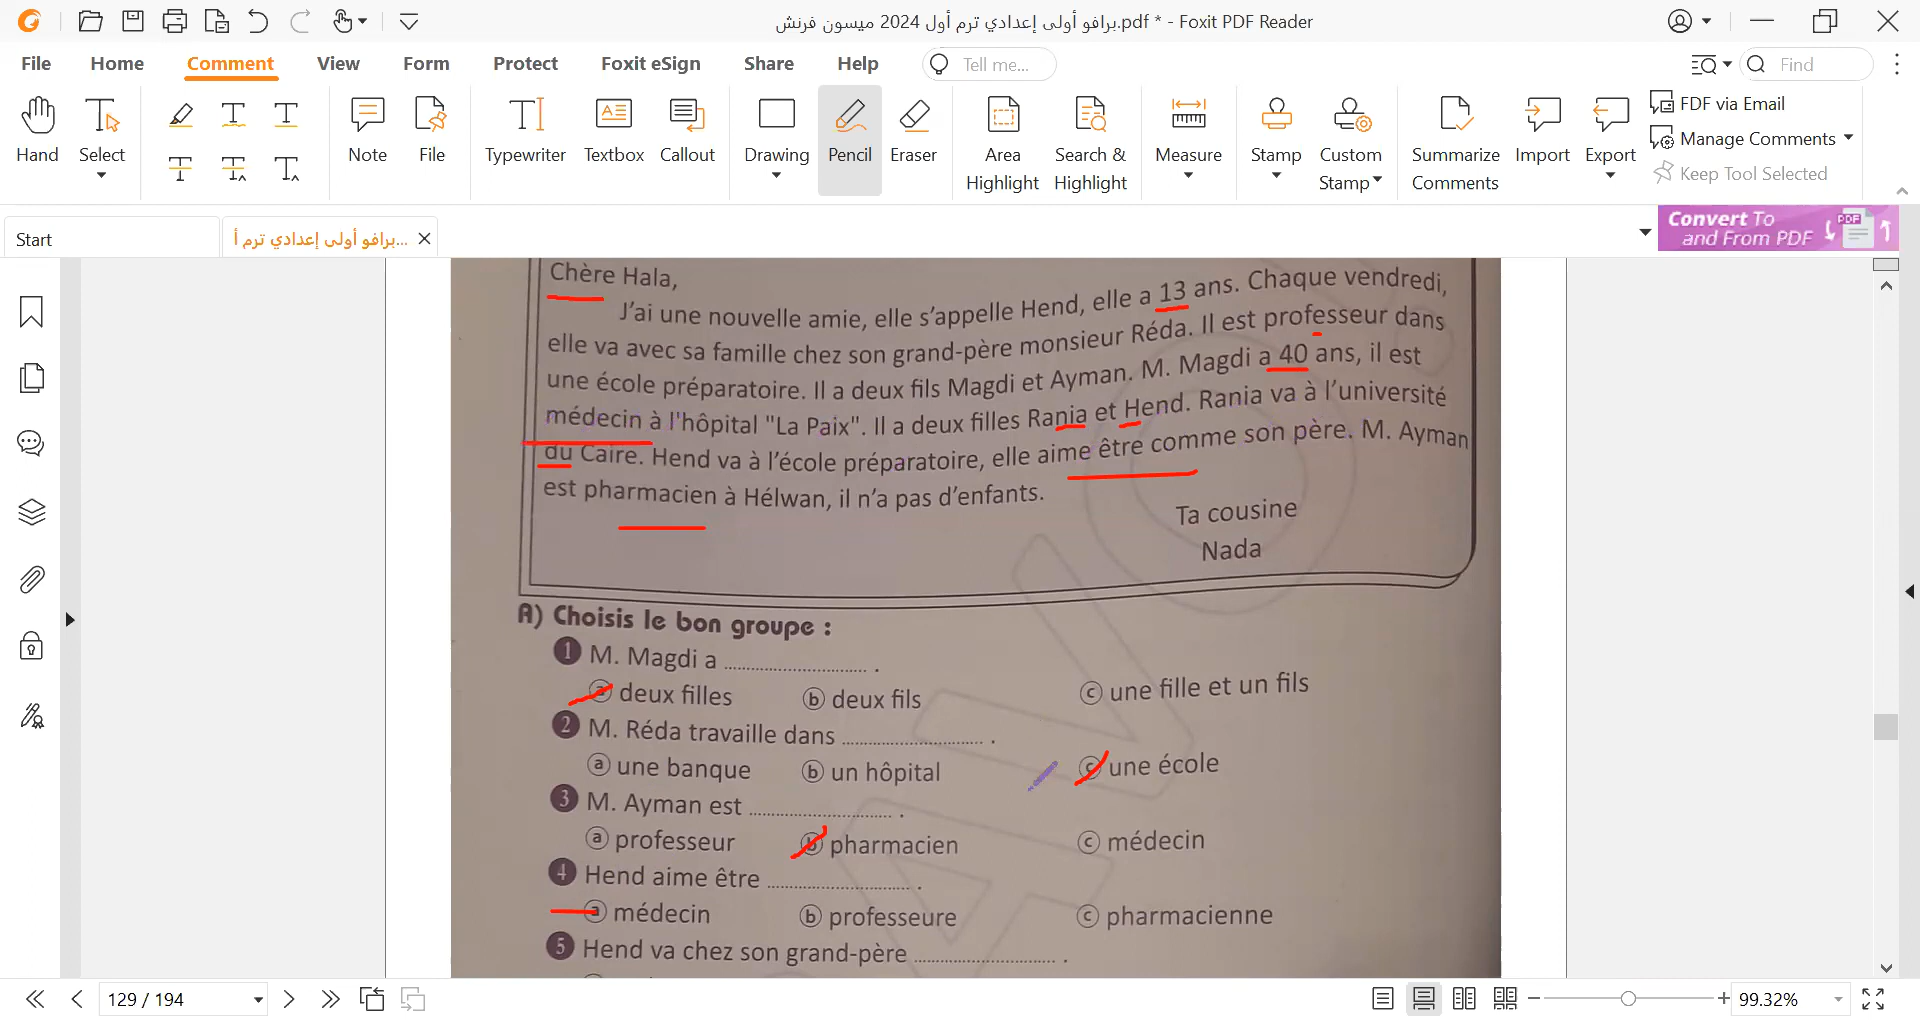 برافو أولى إعدادي ترم أول 2024 ميسون فرنش.pdf * - Foxit PDF Reader
File Home Comment View Form Protect Foxit eSign Share Help Tell me... Find
Hand Select Note File Typewriter Textbox Callout Drawing Pencil Eraser Area Highlight Search & Highlight Measure Stamp Custom Stamp Summarize Comments Import Export
FDF via Email
Manage Comments
Keep Tool Selected
Start
برافو أولى إعدادي ترم أ...
Convert To
and From PDF
PDF
Chère Hala,
J'ai une nouvelle amie, elle s'appelle Hend, elle a 13 ans. Chaque vendredi,
elle va avec sa famille chez son grand-père monsieur Réda. Il est professeur dans
une école préparatoire. Il a deux fils Magdi et Ayman. M. Magdi a 40 ans, il est
médecin à l'hôpital "La Paix". Il a deux filles Rania et Hend. Rania va à l'université
du Caire. Hend va à l'école préparatoire, elle aime être comme son père. M. Ayman
est pharmacien à Hélwan, il n'a pas d'enfants.
Ta cousine
Nada
A) Choisis le bon groupe :
1 M. Magdi a .................... .
a deux filles b deux fils c une fille et un fils
2 M. Réda travaille dans .................... .
a une banque b un hôpital c une école
3 M. Ayman est .................... .
a professeur b pharmacien c médecin
4 Hend aime être .................... .
a médecin b professeure c pharmacienne
5 Hend va chez son grand-père .................... .
129 / 194
99.32%